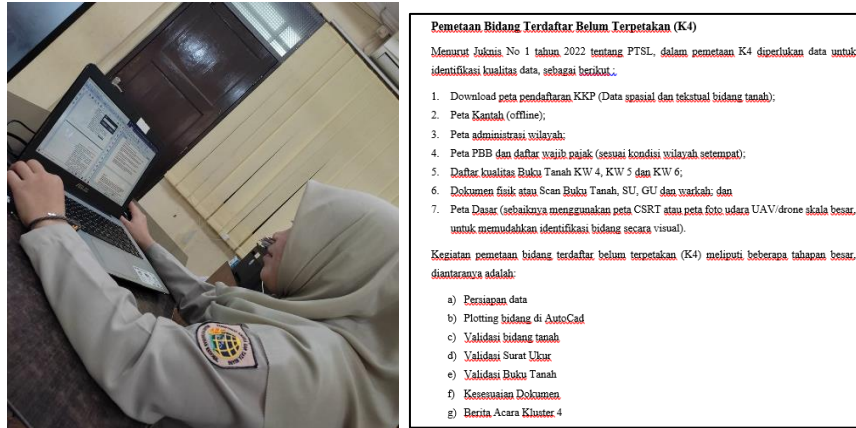 ASUS
Pemetaan Bidang Terdaftar Belum Terpetakan (K4)
Menurut Juknis No 1 tahun 2022 tentang PTSL, dalam pemetaan K4 diperlukan data untuk
identifikasi kualitas data, sebagai berikut :
1. Download peta pendaftaran KKP (Data spasial dan tekstual bidang tanah);
2. Peta Kantah (offline);
3. Peta administrasi wilayah;
4. Peta PBB dan daftar wajib pajak (sesuai kondisi wilayah setempat);
5. Daftar kualitas Buku Tanah KW 4, KW 5 dan KW 6;
6. Dokumen fisik atau Scan Buku Tanah, SU, GU dan warkah; dan
7. Peta Dasar (sebaiknya menggunakan peta CSRT atau peta foto udara UAV/drone skala besar,
untuk memudahkan identifikasi bidang secara visual).
Kegiatan pemetaan bidang terdaftar belum terpetakan (K4) meliputi beberapa tahapan besar,
diantaranya adalah:
a) Persiapan data
b) Plotting bidang di AutoCad
c) Validasi bidang tanah
d) Validasi Surat Ukur
e) Validasi Buku Tanah
f) Kesesuaian Dokumen
g) Berita Acara Kluster 4